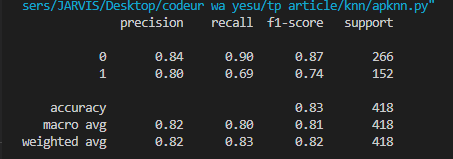 sers/JARVIS/Desktop/codeur wa yesu/tp article/knn/apknn.py"
precision recall f1-score support
0 0.84 0.90 0.87 266
1 0.80 0.69 0.74 152
accuracy 0.83 418
macro avg 0.82 0.80 0.81 418
weighted avg 0.82 0.83 0.82 418